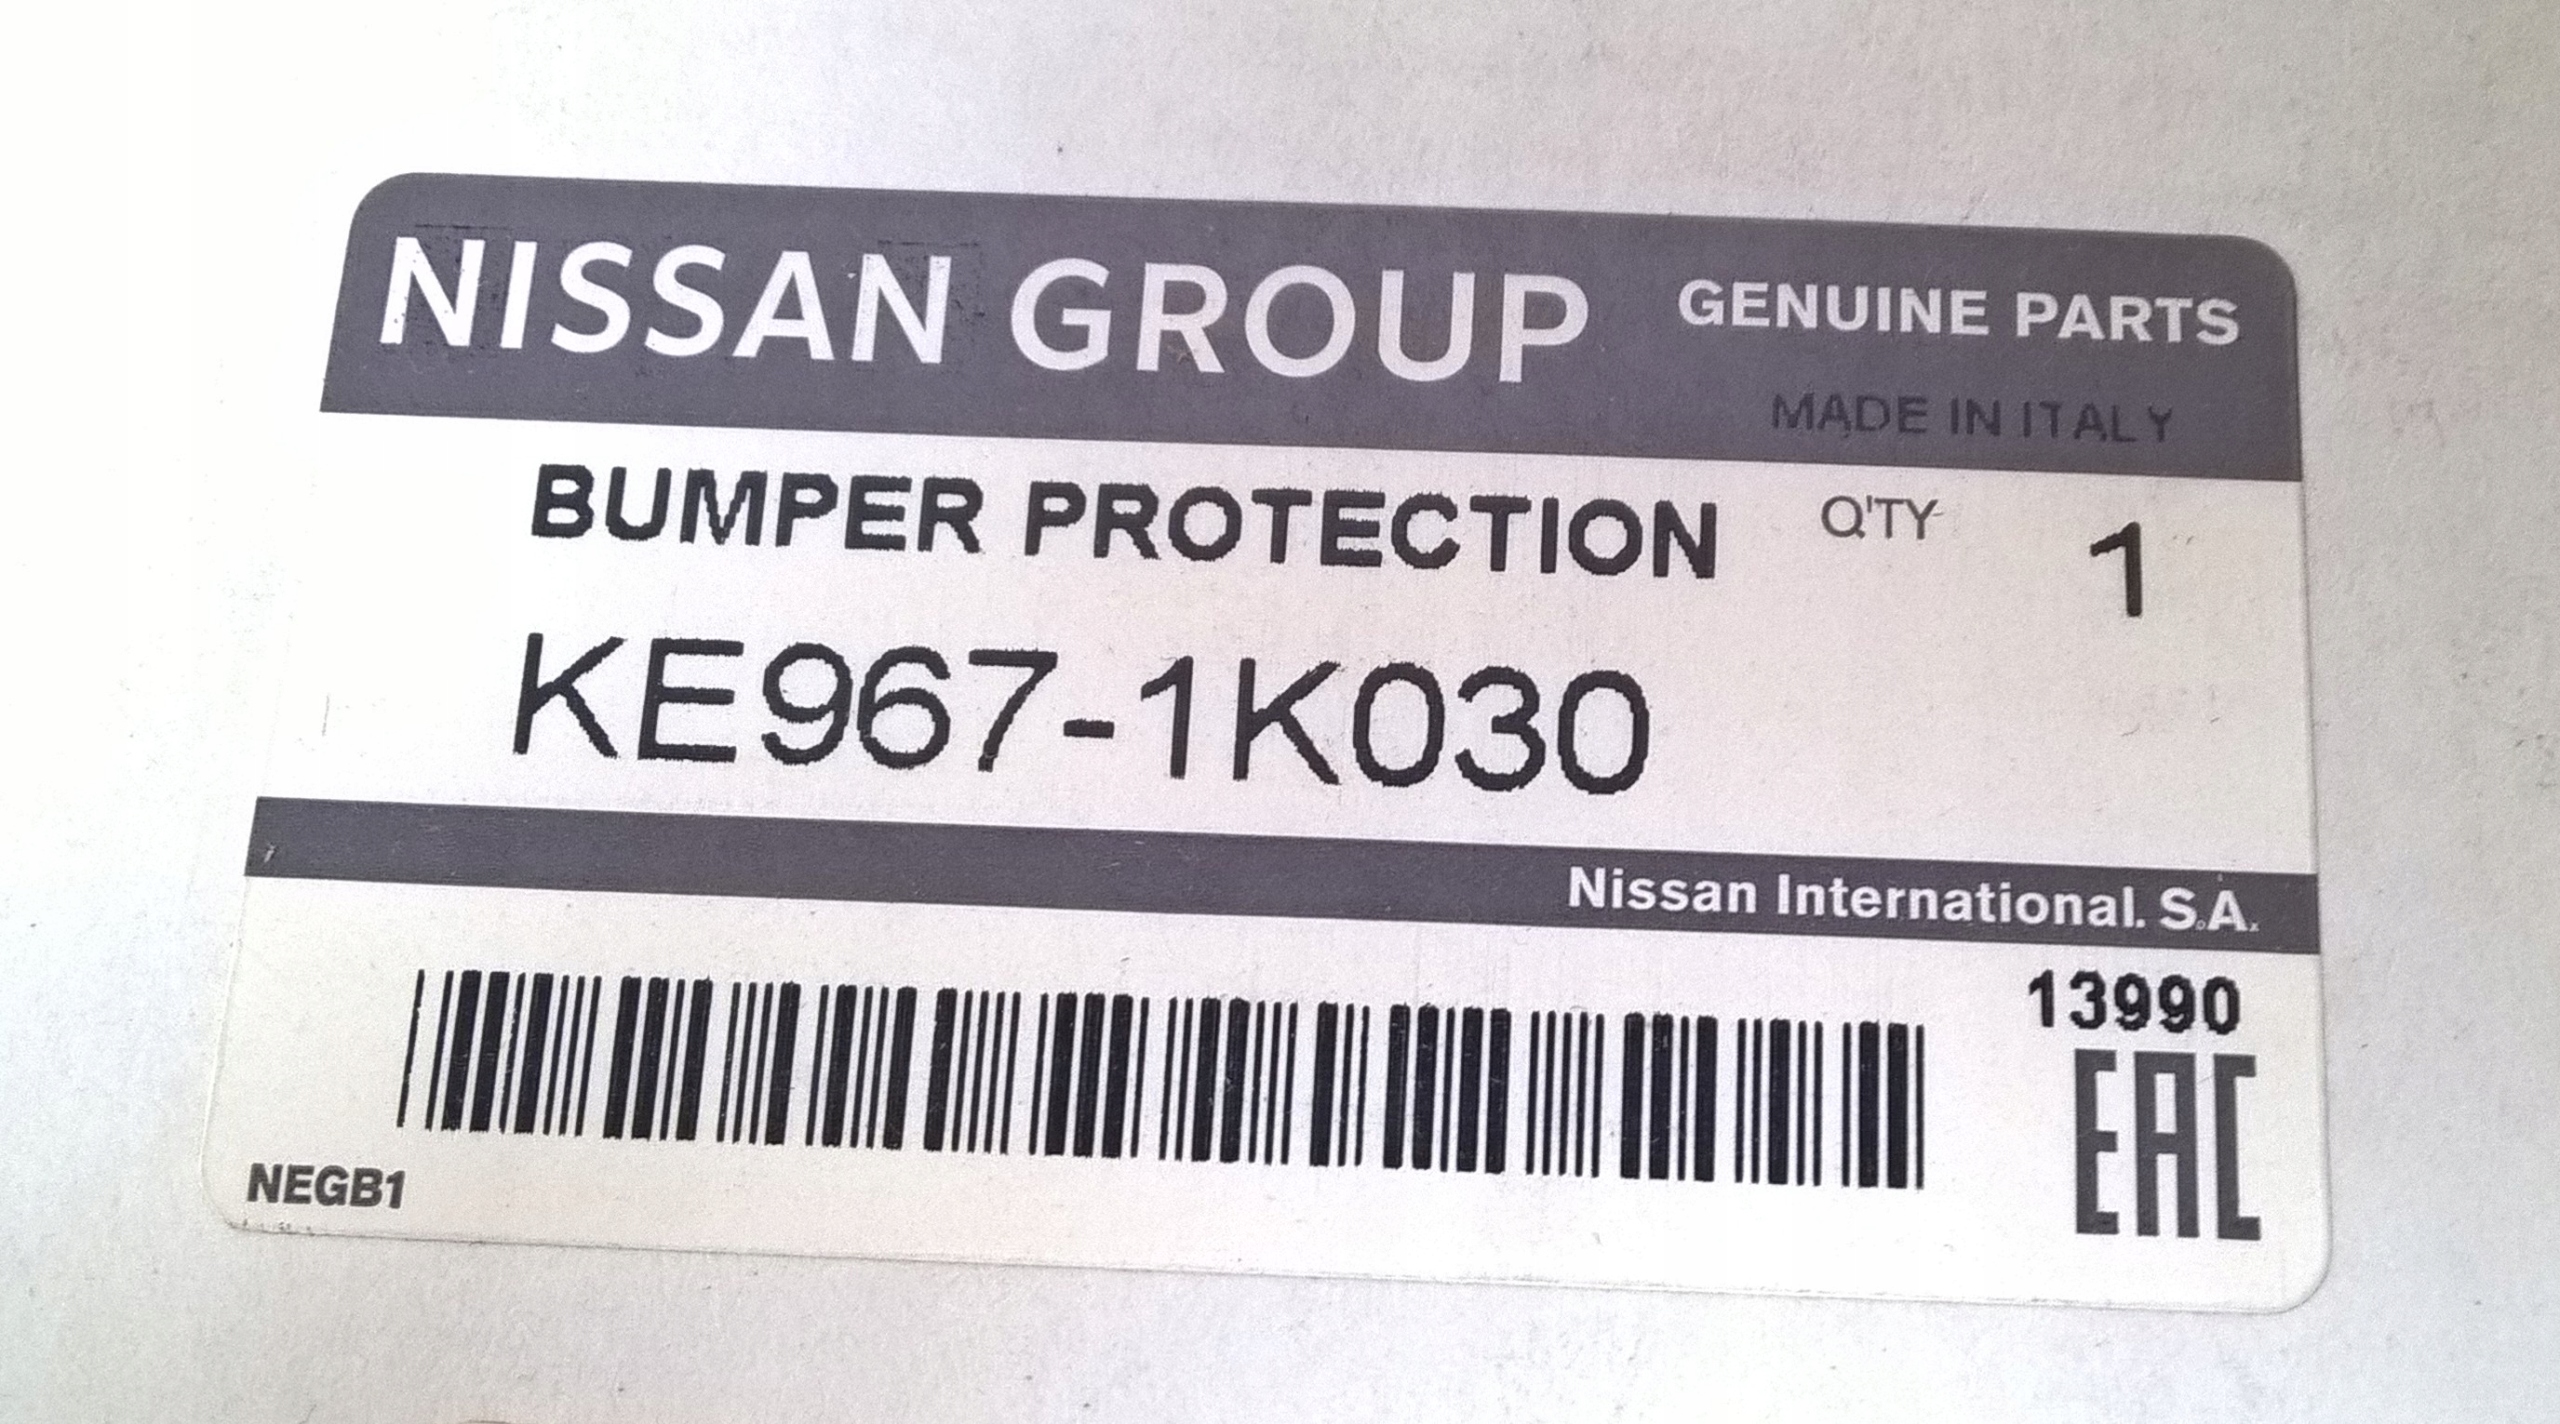 NISSAN GROUP GENUINE PARTS
MADE IN ITALY
BUMPER PROTECTION Q'TY 1
KE967-1K030
Nissan International. S.A.
13990
EAC
NEGB1